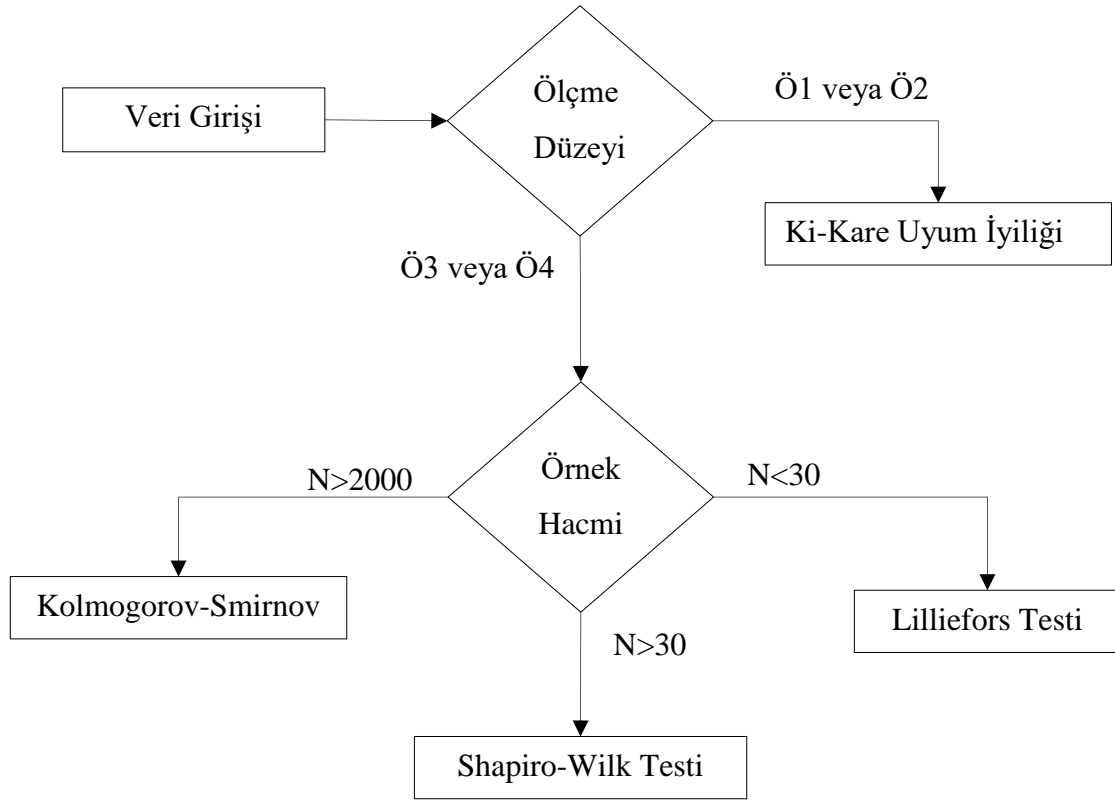 Ölçme
Düzeyi
Ö1 veya Ö2
Veri Girişi
Ki-Kare Uyum İyiliği
Ö3 veya Ö4
Örnek
Hacmi
N>2000
N<30
Kolmogorov-Smirnov
Lilliefors Testi
N>30
Shapiro-Wilk Testi